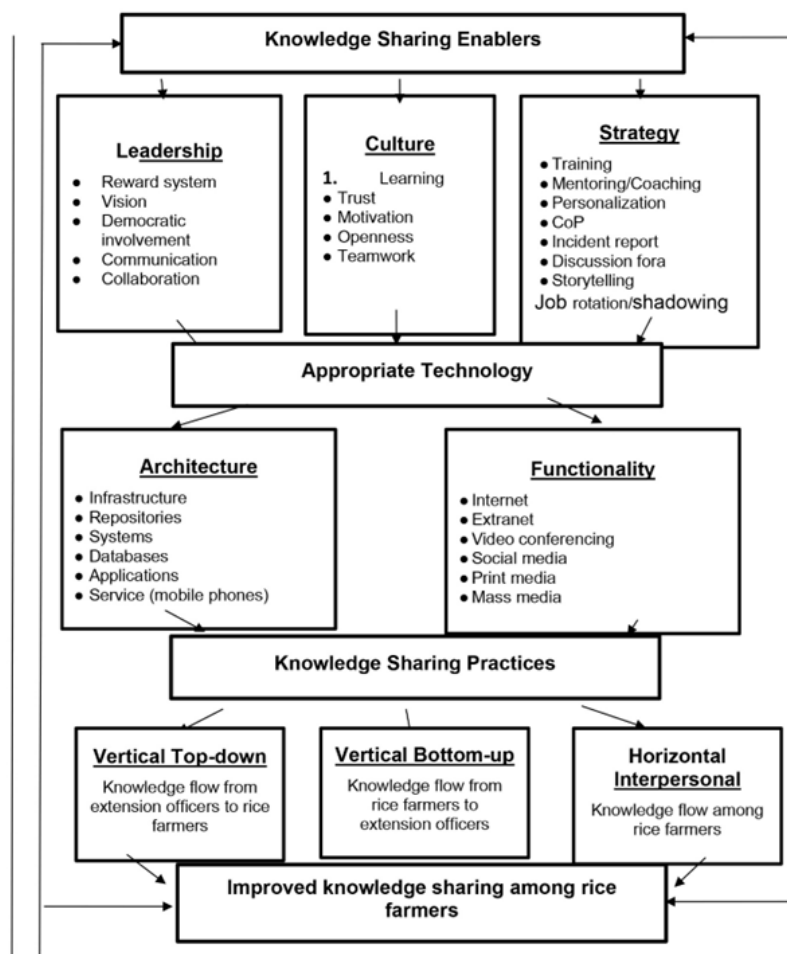 Knowledge Sharing Enablers
Leadership
● Reward system
● Vision
● Democratic
involvement
● Communication
● Collaboration
Culture
1. Learning
● Trust
● Motivation
● Openness
● Teamwork
Strategy
● Training
● Mentoring/Coaching
● Personalization
● CoP
● Incident report
● Discussion fora
● Storytelling
Job rotation/shadowing
Appropriate Technology
Architecture
● Infrastructure
● Repositories
● Systems
● Databases
● Applications
● Service (mobile phones)
Functionality
● Internet
● Extranet
● Video conferencing
● Social media
● Print media
● Mass media
Knowledge Sharing Practices
Vertical Top-down
Knowledge flow from
extension officers to rice
farmers
Vertical Bottom-up
Knowledge flow from
rice farmers to
extension officers
Horizontal
Interpersonal
Knowledge flow among
rice farmers
Improved knowledge sharing among rice
farmers